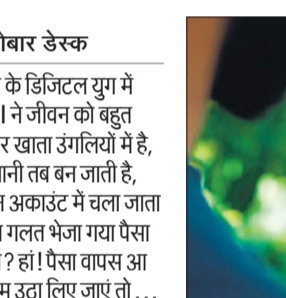 ोबार डेस्क
के डिजिटल युग में
ने जीवन को बहुत
र खाता उंगलियों में है,
ानी तब बन जाती है,
न अकाउंट में चला जाता
गलत भेजा गया पैसा
? हां! पैसा वापस आ
म उठा लिए जाएं तो...